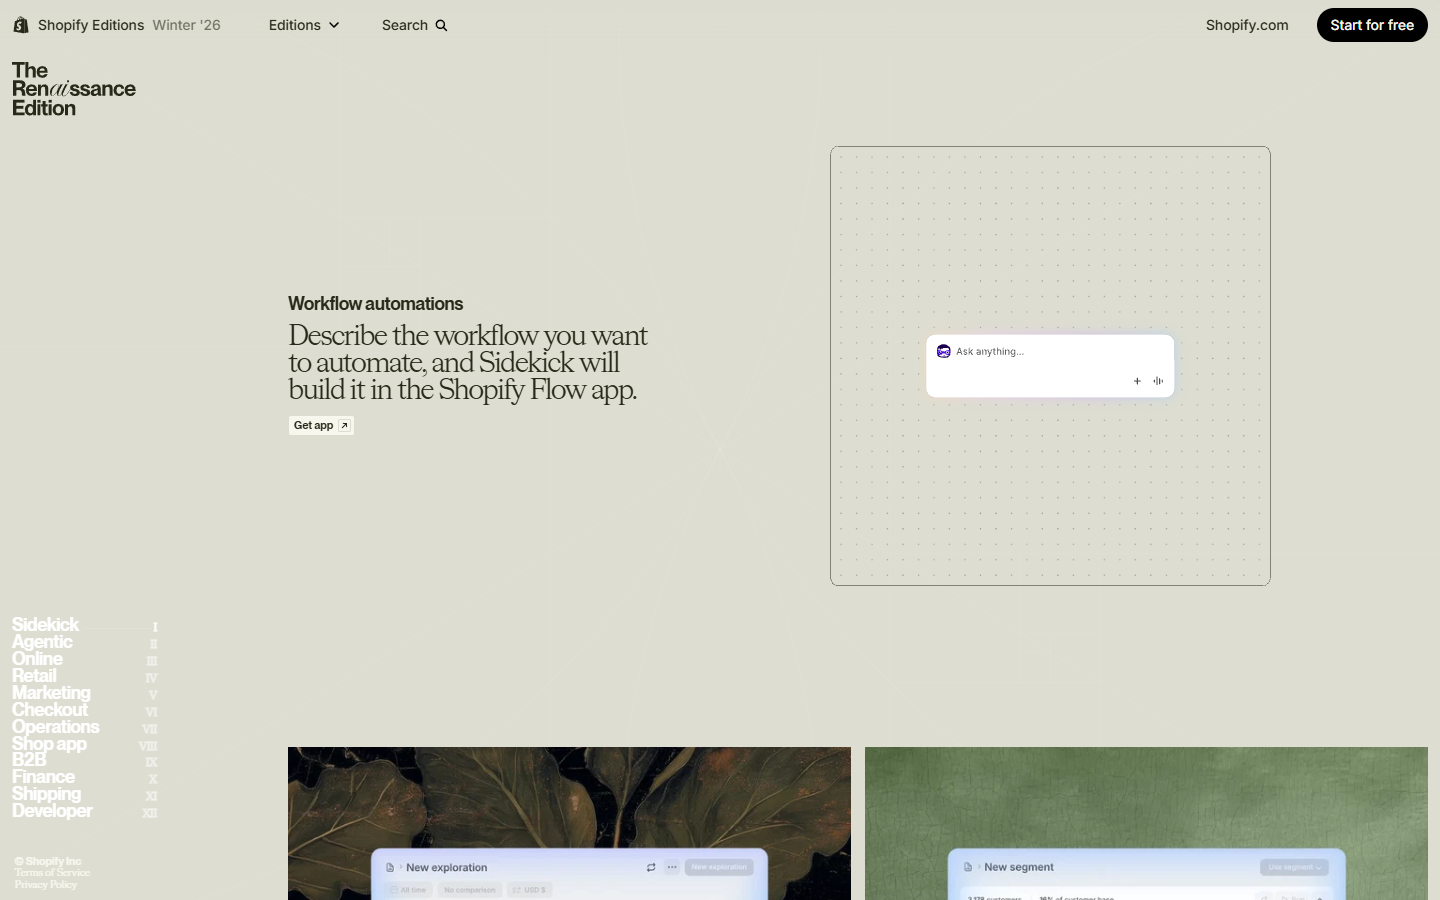 Shopify Editions Winter '26
Editions
Search
Shopify.com
Start for free
The
Renaissance
Edition
Workflow automations
Describe the workflow you want
to automate, and Sidekick will
build it in the Shopify Flow app.
Get app
Ask anything...
Sidekick I
Agentic II
Online III
Retail IV
Marketing V
Checkout VI
Operations VII
Shop app VIII
B2B IX
Finance X
Shipping XI
Developer XII
© Shopify Inc
Terms of Service
Privacy Policy
New exploration
New exploration
All time
No comparison
USD $
New segment
Use segment
customers
of customer base